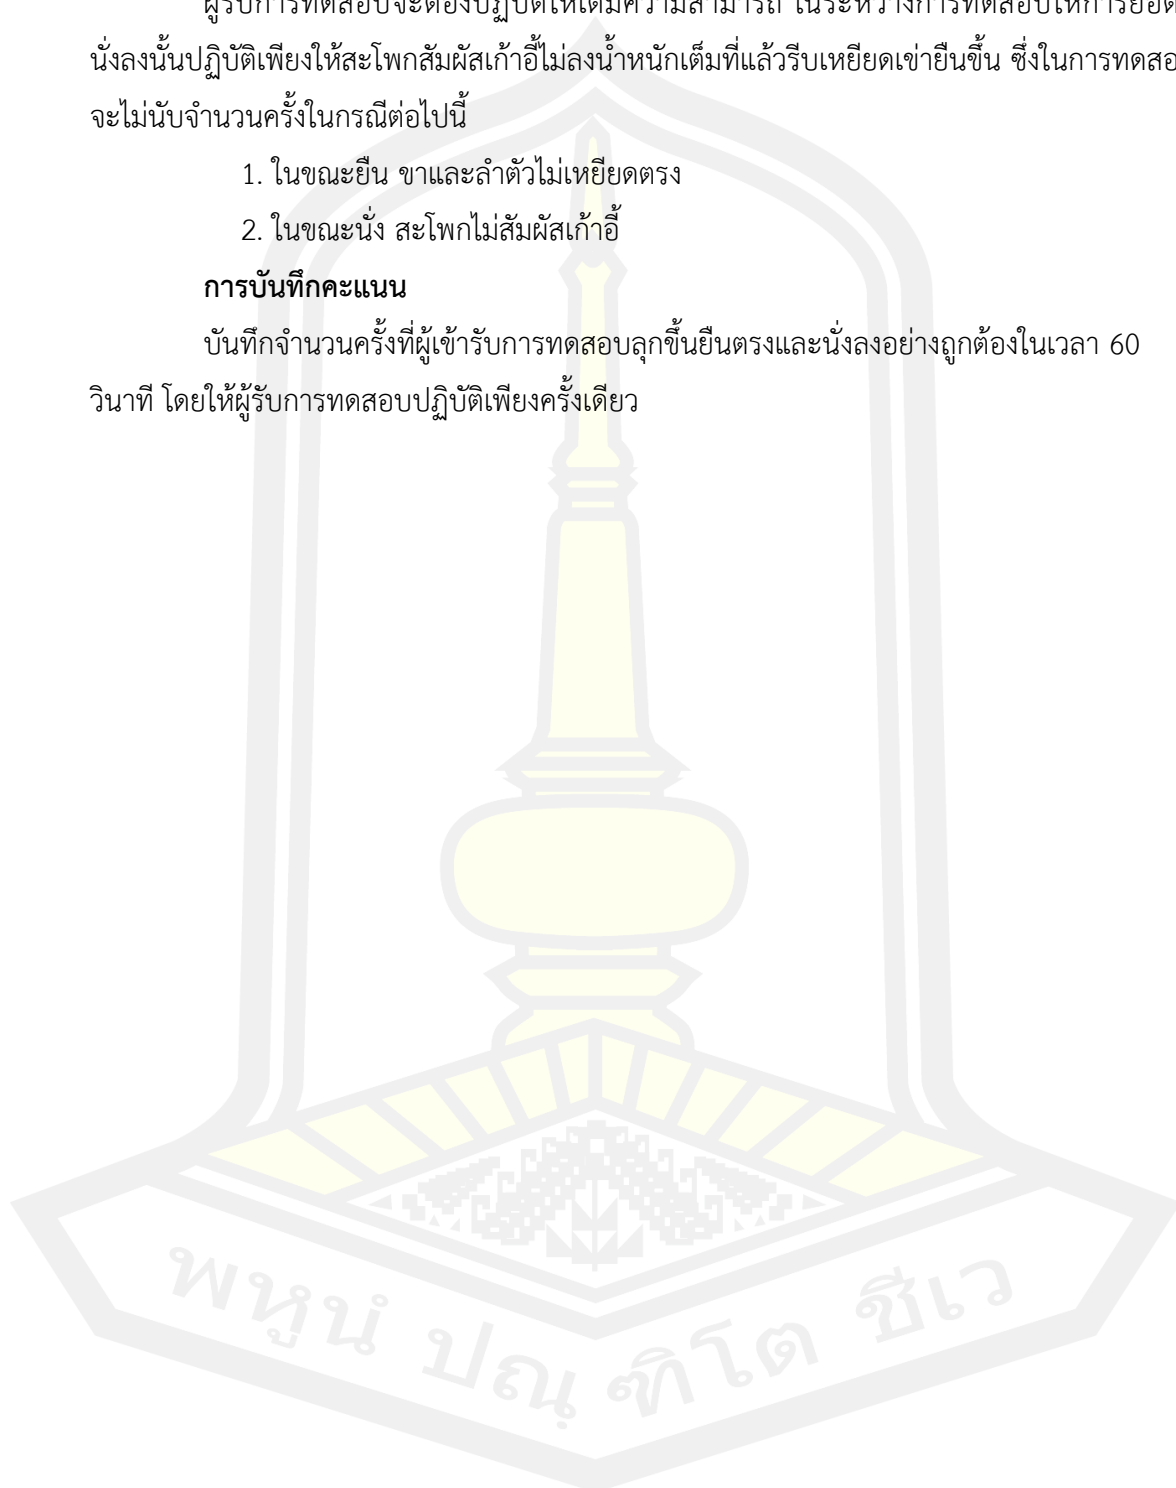 ผู้รับการทดสอบจะต้องปฏิบัติให้เต็มความสามารถ ในระหว่างการทดสอบให้การย่อต
นั่งลงนั้นปฏิบัติเพียงให้สะโพกสัมผัสเก้าอี้ไม่ลงน้ำหนักเต็มที่แล้วรีบเหยียดเข่ายืนขึ้น ซึ่งในการทดสอ
จะไม่นับจำนวนครั้งในกรณีต่อไปนี้
1. ในขณะยืน ขาและลำตัวไม่เหยียดตรง
2. ในขณะนั่ง สะโพกไม่สัมผัสเก้าอี้
การบันทึกคะแนน
บันทึกจำนวนครั้งที่ผู้เข้ารับการทดสอบลุกขึ้นยืนตรงและนั่งลงอย่างถูกต้องในเวลา 60
วินาที โดยให้ผู้รับการทดสอบปฏิบัติเพียงครั้งเดียว
พหูนํ ปณฺฑิโต ชีเว